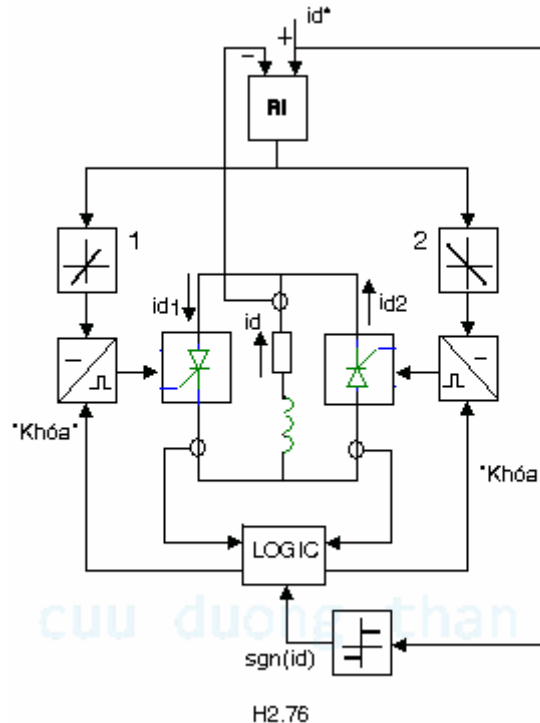 id*
+
−
RI
1
2
id1
id
id2
"Khóa"
"Khóa
LOGIC
cuu duong than
sgn(id)
H2.76